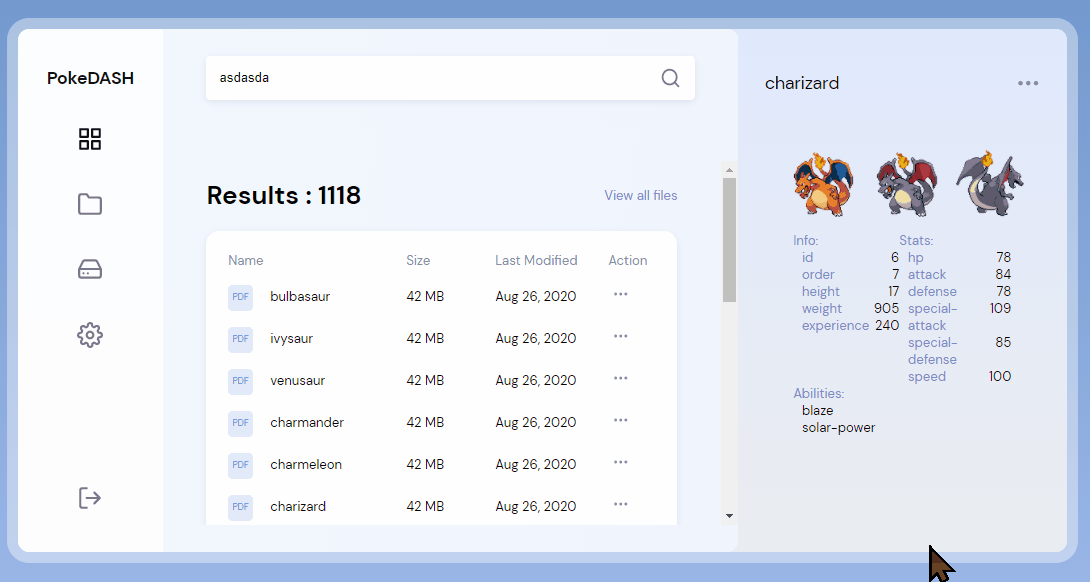 PokeDASH
asdasda
Results : 1118
View all files
Name Size Last Modified Action
PDF bulbasaur 42 MB Aug 26, 2020
PDF ivysaur 42 MB Aug 26, 2020
PDF venusaur 42 MB Aug 26, 2020
PDF charmander 42 MB Aug 26, 2020
PDF charmeleon 42 MB Aug 26, 2020
PDF charizard 42 MB Aug 26, 2020
charizard
Info:
id 6
order 7
height 17
weight 905
experience 240
Stats:
hp 78
attack 84
defense 78
special- 109
attack
special- 85
defense
speed 100
Abilities:
blaze
solar-power